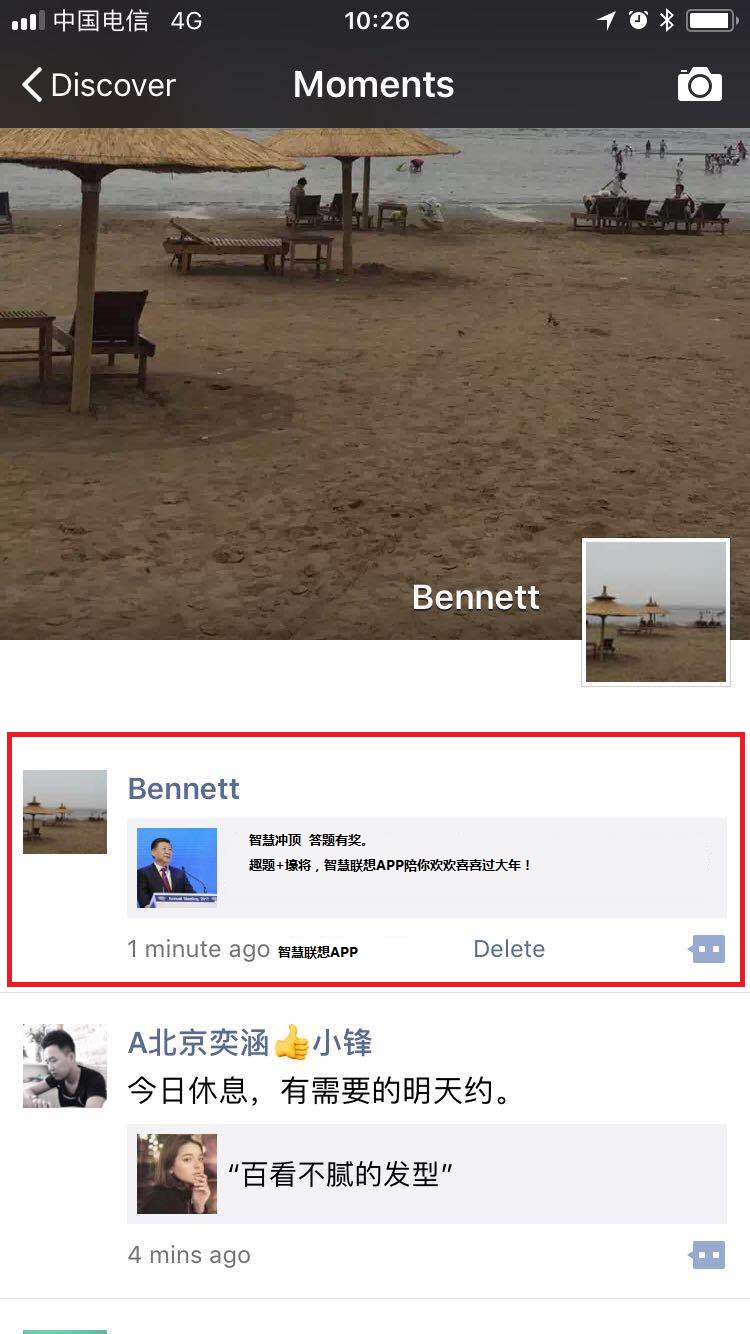 中国电信 4G 10:26
Discover Moments
Bennett
Bennett
智慧冲顶 答题有奖。
趣题+壕将，智慧联想APP陪你欢欢喜喜过大年！
1 minute ago 智慧联想APP Delete
A北京奕涵👍小锋
今日休息，有需要的明天约。
“百看不腻的发型”
4 mins ago